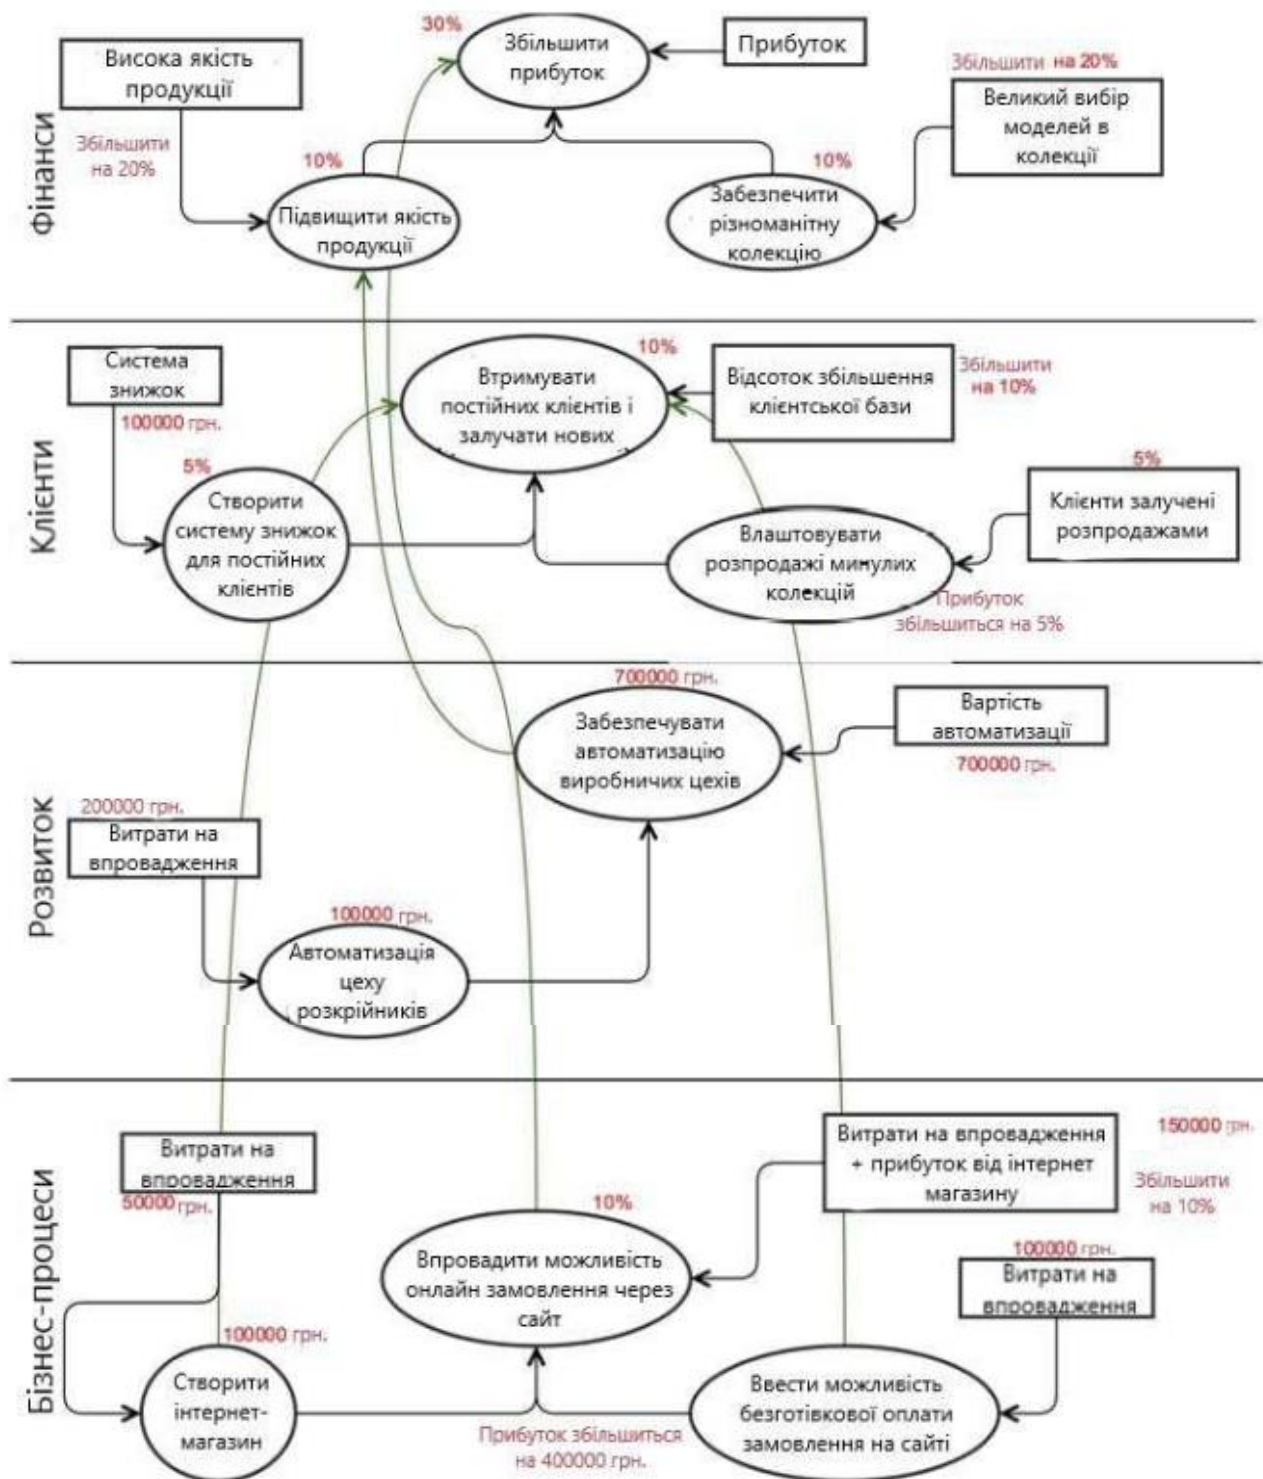 Фінанси
30%
Збільшити
прибуток
Прибуток
Висока якість
продукції
Збільшити
на 20%
Збільшити на 20%
Великий вибір
моделей в
колекції
10%
Підвищити якість
продукції
10%
Забезпечити
різноманітну
колекцію
Клієнти
Система
знижок
100000 грн.
10%
Втримувати
постійних клієнтів і
залучати нових
Відсоток збільшення
клієнтської бази
Збільшити
на 10%
5%
Створити
систему знижок
для постійних
клієнтів
5%
Клієнти залучені
розпродажами
Влаштовувати
розпродажі минулих
колекцій
Прибуток
збільшиться на 5%
Розвиток
700000 грн.
Забезпечувати
автоматизацію
виробничих цехів
Вартість
автоматизації
700000 грн.
200000 грн.
Витрати на
впровадження
100000 грн.
Автоматизація
цеху
розкрійників
Бізнес-процеси
Витрати на
впровадження
50000 грн.
Витрати на впровадження
+ прибуток від інтернет
магазину
150000 грн.
Збільшити
на 10%
10%
Впровадити можливість
онлайн замовлення через
сайт
100000 грн.
Витрати на
впровадження
100000 грн.
Створити
інтернет-
магазин
Прибуток збільшиться
на 400000 грн.
Ввести можливість
безготівкової оплати
замовлення на сайті